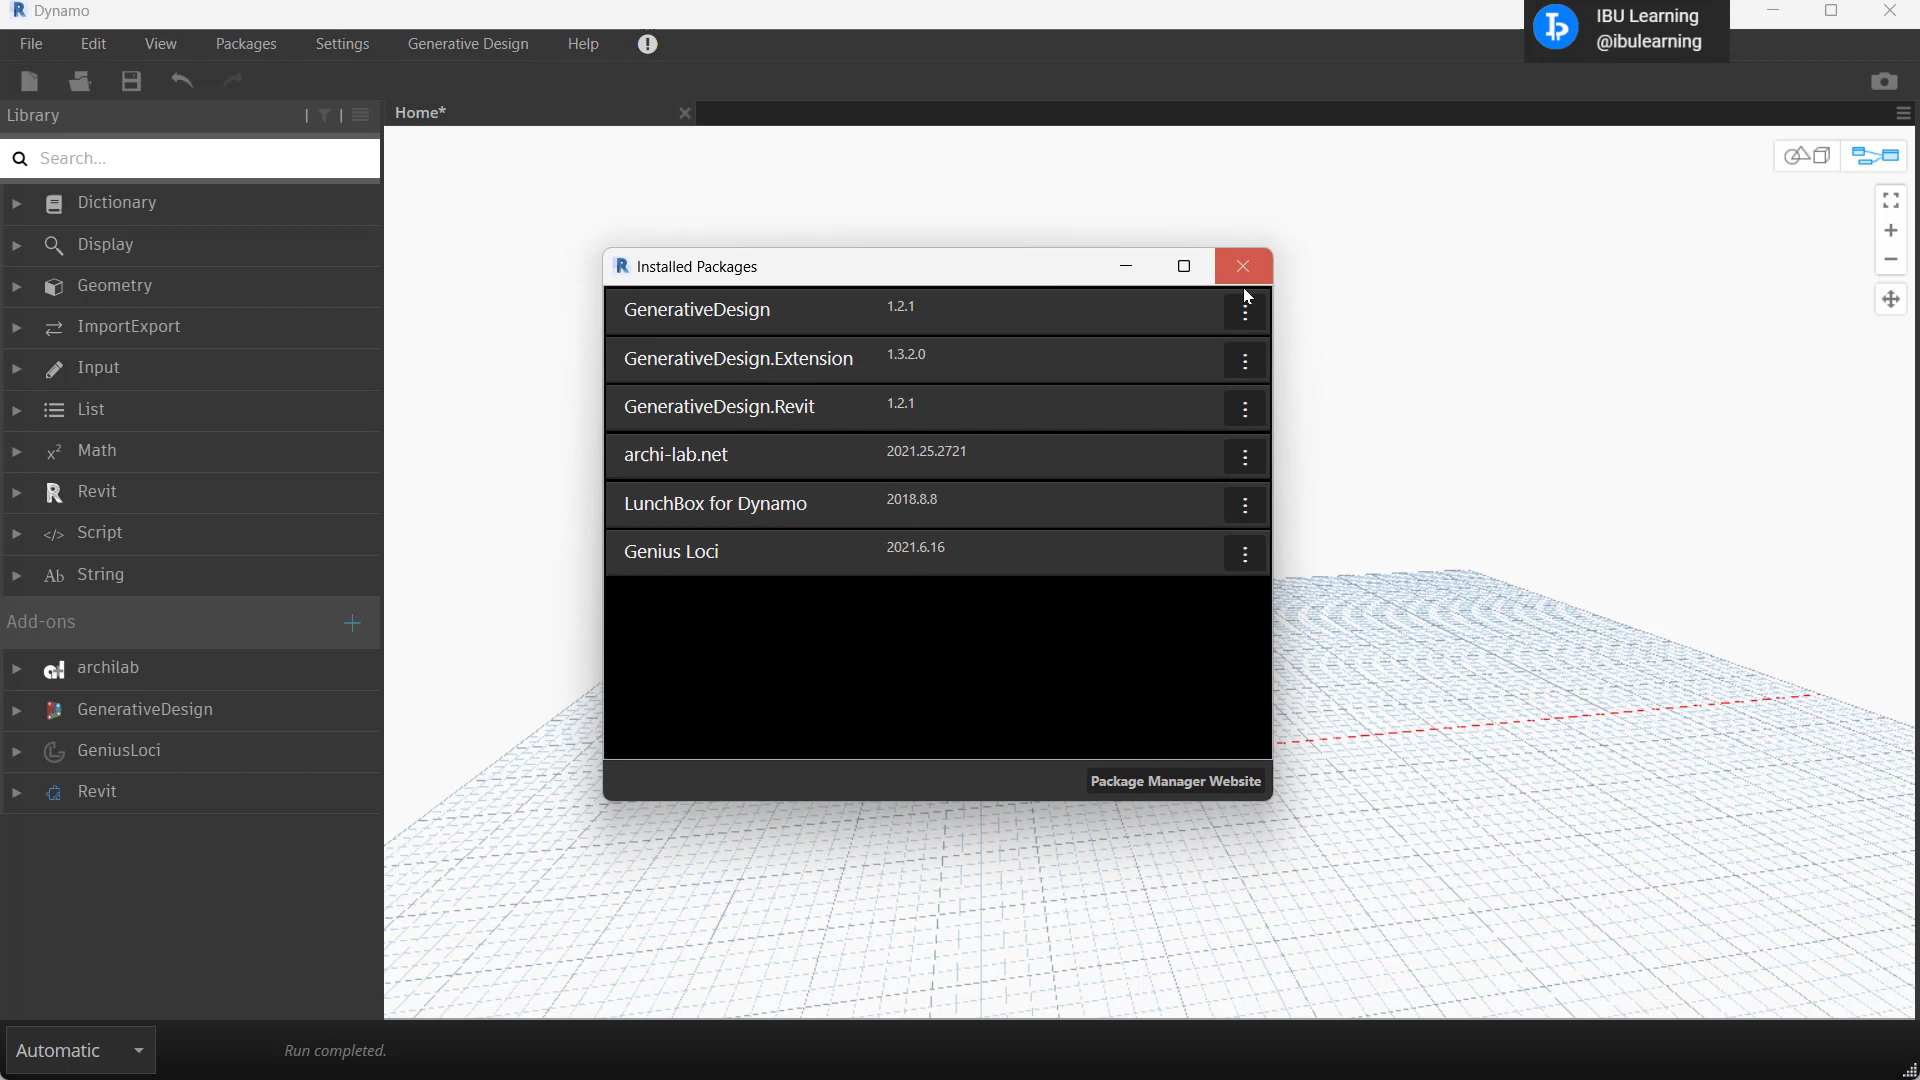 Dynamo
IBU Learning
@ibulearning
File Edit View Packages Settings Generative Design Help
Library
Home*
Search...
Dictionary
Display
Geometry
ImportExport
Input
List
Math
Revit
Script
String
Add-ons
archilab
GenerativeDesign
GeniusLoci
Revit
Installed Packages
GenerativeDesign 1.2.1
GenerativeDesign.Extension 1.3.2.0
GenerativeDesign.Revit 1.2.1
archi-lab.net 2021.25.2721
LunchBox for Dynamo 2018.8.8
Genius Loci 2021.6.16
Package Manager Website
Automatic
Run completed.